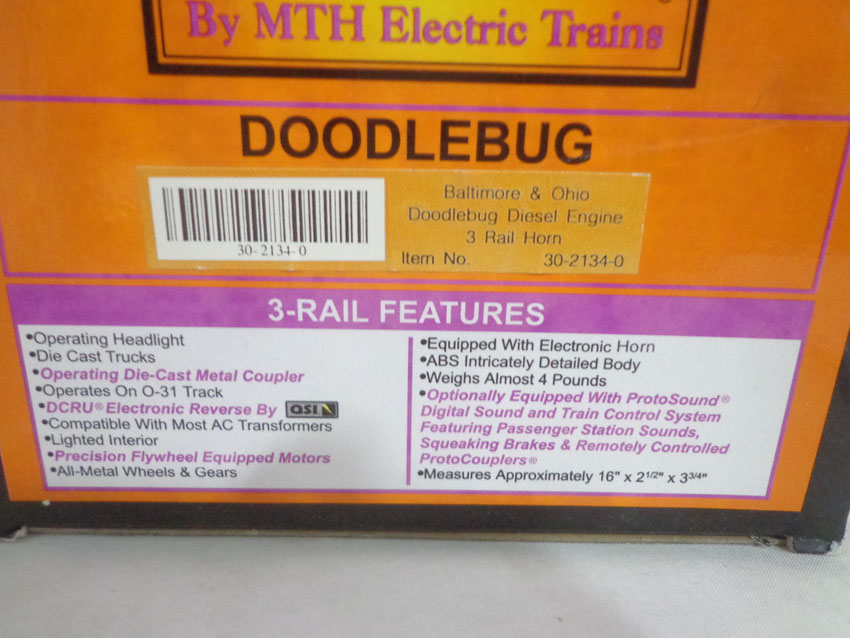 By MTH Electric Trains
DOODLEBUG
30-2134-0
Baltimore & Ohio
Doodlebug Diesel Engine
3 Rail Horn
Item No. 30-2134-0
3-RAIL FEATURES
•Operating Headlight
•Die Cast Trucks
•Operating Die-Cast Metal Coupler
•Operates On O-31 Track
•DCRU® Electronic Reverse By QSI
•Compatible With Most AC Transformers
•Lighted Interior
•Precision Flywheel Equipped Motors
•All-Metal Wheels & Gears
•Equipped With Electronic Horn
•ABS Intricately Detailed Body
•Weighs Almost 4 Pounds
•Optionally Equipped With ProtoSound®
Digital Sound and Train Control System
Featuring Passenger Station Sounds,
Squeaking Brakes & Remotely Controlled
ProtoCouplers®
•Measures Approximately 16" x 2 1/2" x 3 3/4"